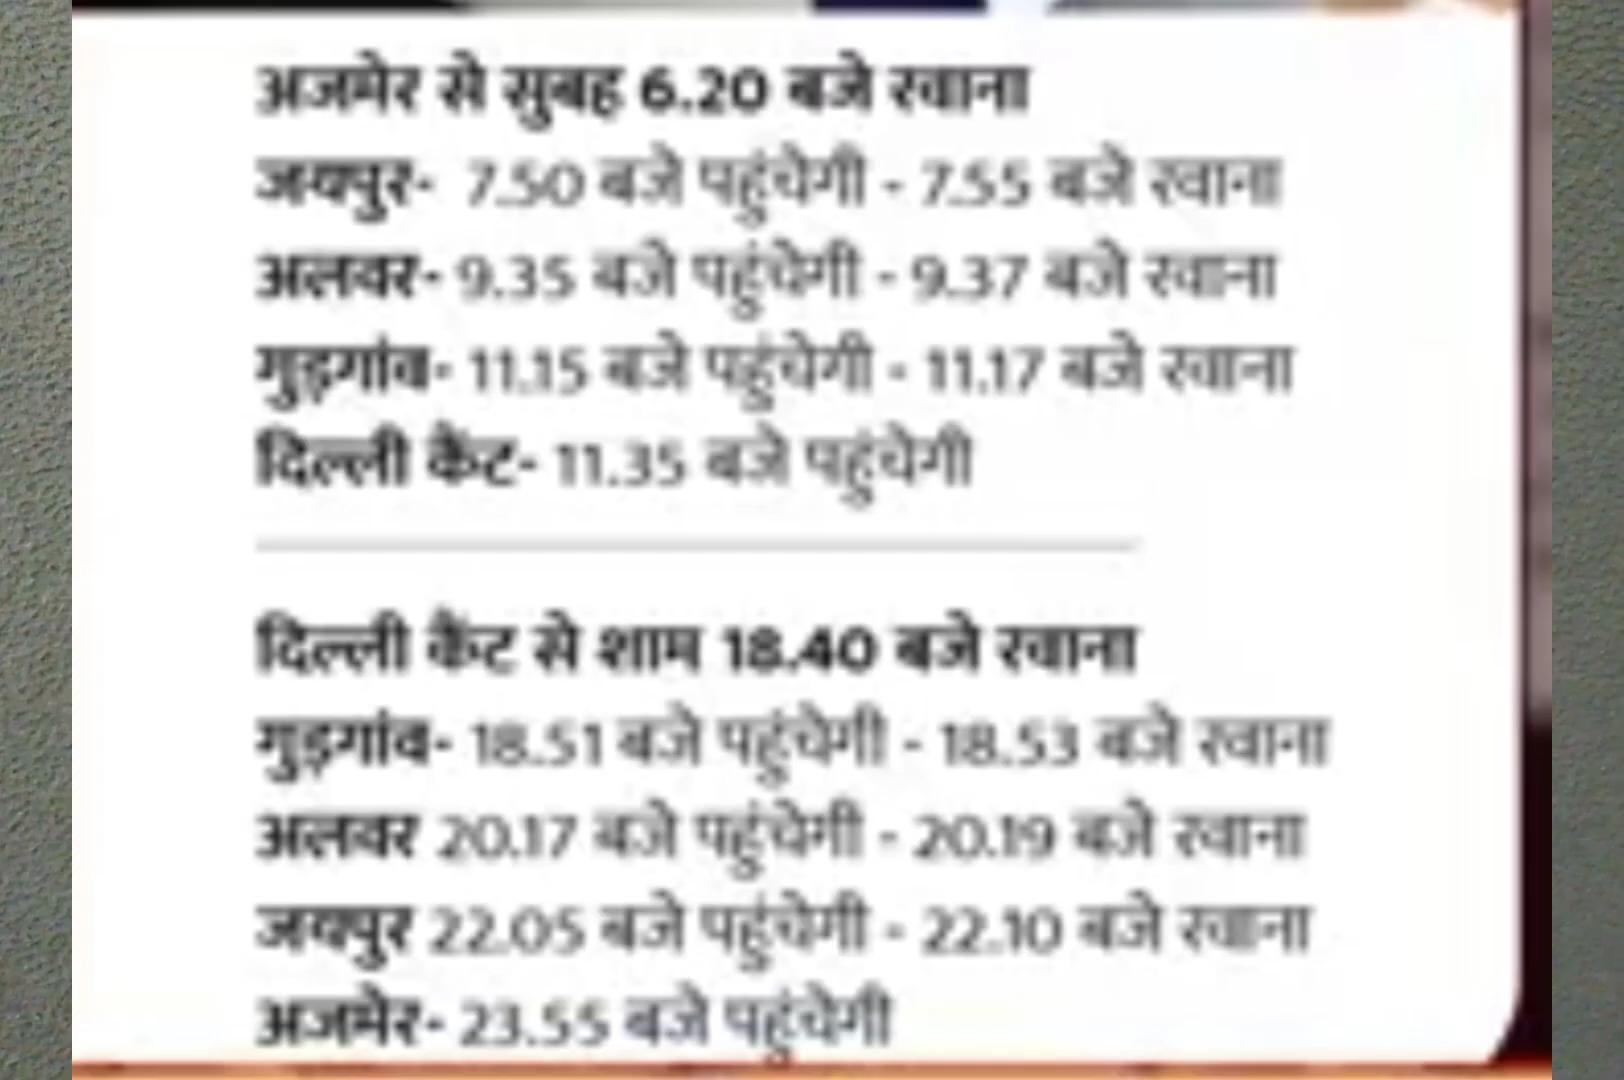 अजमेर से सुबह 6.20 बजे रवाना
जयपुर- 7.50 बजे पहुंचेगी - 7.55 बजे रवाना
अलवर- 9.35 बजे पहुंचेगी - 9.37 बजे रवाना
गुड़गांव- 11.15 बजे पहुंचेगी - 11.17 बजे रवाना
दिल्ली कैंट- 11.35 बजे पहुंचेगी
दिल्ली कैंट से शाम 18.40 बजे रवाना
गुड़गांव- 18.51 बजे पहुंचेगी - 18.53 बजे रवाना
अलवर 20.17 बजे पहुंचेगी - 20.19 बजे रवाना
जयपुर 22.05 बजे पहुंचेगी - 22.10 बजे रवाना
अजमेर- 23.55 बजे पहुंचेगी